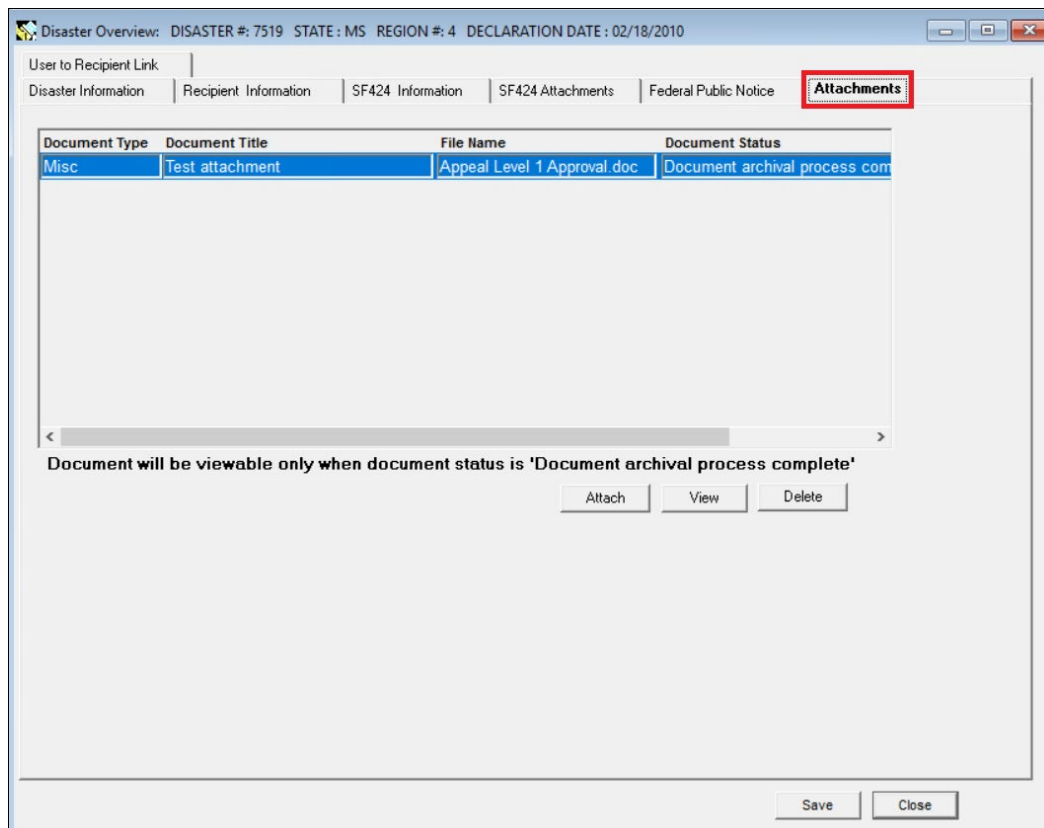 Disaster Overview: DISASTER #: 7519 STATE : MS REGION #: 4 DECLARATION DATE : 02/18/2010
User to Recipient Link
Disaster Information Recipient Information SF424 Information SF424 Attachments Federal Public Notice Attachments
Document Type Document Title File Name Document Status
Misc Test attachment Appeal Level 1 Approval.doc Document archival process com
Document will be viewable only when document status is 'Document archival process complete'
Attach View Delete
Save Close